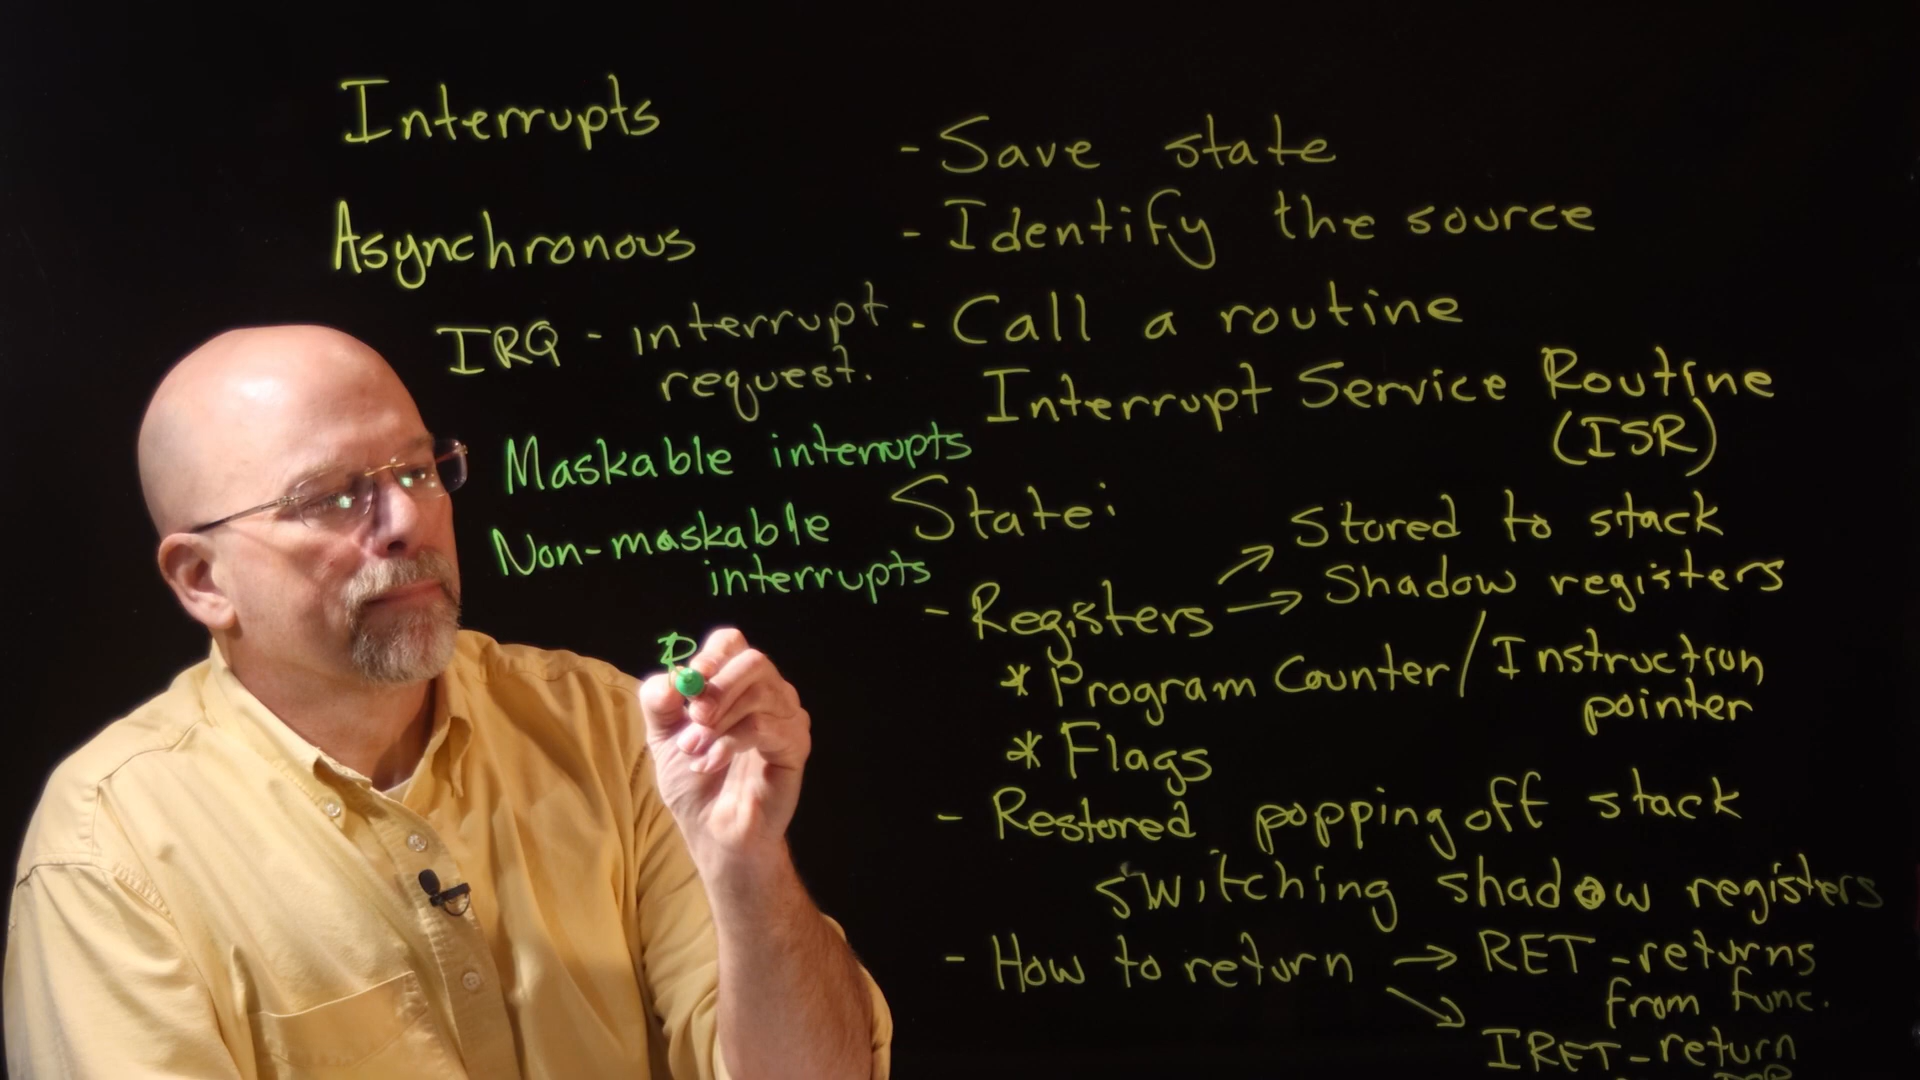 Interrupts
Asynchronous
IRQ - interrupt
request.
Maskable interrupts
Non-maskable
interrupts
- Save state
- Identify the source
- Call a routine
Interrupt Service Routine
(ISR)
State:
- Registers → Stored to stack
→ Shadow registers
* Program Counter / Instruction
pointer
* Flags
- Restored popping off stack
switching shadow registers
- How to return → RET - returns
from func.
→ IRET - return